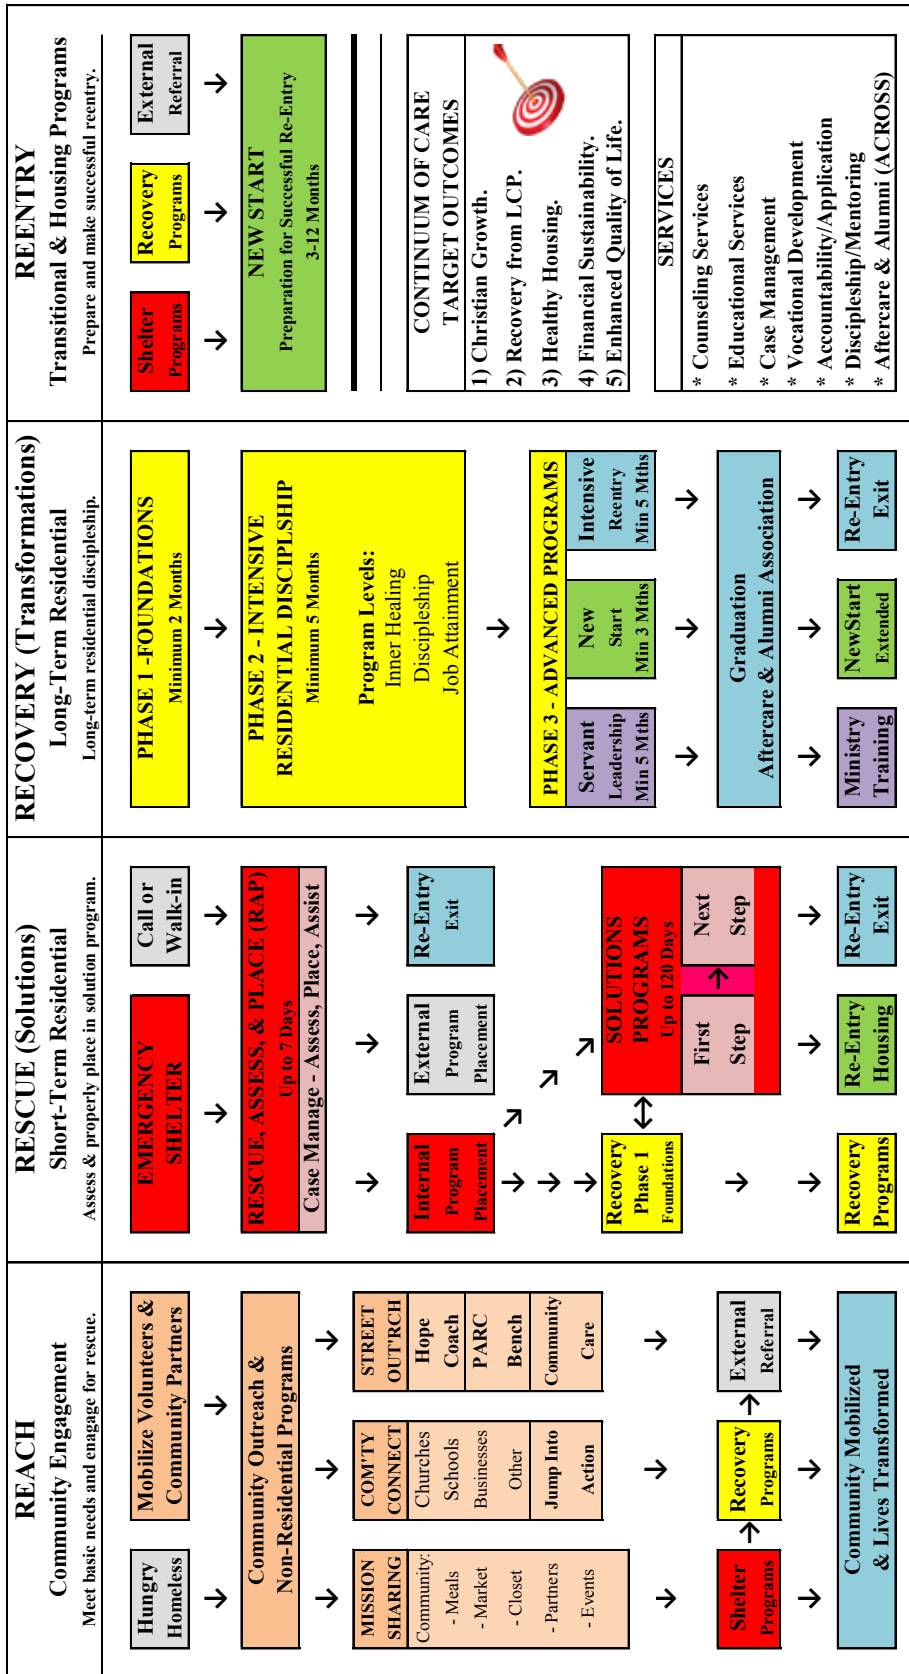 REACH
Community Engagement
Meet basic needs and enagage for rescue.
Hungry
Homeless
Mobilize Volunteers &
Community Partners
↓ ↓
Community Outreach &
Non-Residential Programs
↓ ↓ ↓
MISSION
SHARING
Community:
- Meals
- Market
- Closet
- Partners
- Events
COM'TY
CONNECT
Churches
Schools
Businesses
Other
Jump Into
Action
STREET
OUT'RCH
Hope
Coach
PARC
Bench
Community
Care
↓ ↓ ↓
Shelter
Programs
→
Recovery
Programs
→
External
Referral
↓ ↓ ↓
Community Mobilized
& Lives Transformed
RESCUE (Solutions)
Short-Term Residential
Assess & properly place in solution program.
EMERGENCY
SHELTER
Call or
Walk-in
↓ ↓
RESCUE, ASSESS, & PLACE (RAP)
Up to 7 Days
Case Manage - Assess, Place, Assist
↓ ↓ ↓
Internal
Program
Placement
External
Program
Placement
Re-Entry
Exit
↓ ↘
↓ ↘
↓ ↘
Recovery
Phase 1
Foundations
↔
SOLUTIONS
PROGRAMS
Up to 120 Days
First
Step
→
Next
Step
↓ ↓ ↓
↓
Recovery
Programs
Re-Entry
Housing
Re-Entry
Exit
RECOVERY (Transformations)
Long-Term Residential
Long-term residential discipleship.
PHASE 1 -FOUNDATIONS
Minimum 2 Months
↓
PHASE 2 - INTENSIVE
RESIDENTIAL DISCIPLSHIP
Minimum 5 Months
Program Levels:
Inner Healing
Discipleship
Job Attainment
↓
PHASE 3 - ADVANCED PROGRAMS
Servant
Leadership
Min 5 Mths
New
Start
Min 3 Mths
Intensive
Reentry
Min 5 Mths
↓ ↓ ↓
Graduation
Aftercare & Alumni Association
↓ ↓ ↓
Ministry
Training
NewStart
Extended
Re-Entry
Exit
REENTRY
Transitional & Housing Programs
Prepare and make successful reentry.
Shelter
Programs
Recovery
Programs
External
Referral
↓ ↓ ↓
NEW START
Preparation for Successful Re-Entry
3-12 Months
CONTINUUM OF CARE
TARGET OUTCOMES
1) Christian Growth.
2) Recovery from LCP.
3) Healthy Housing.
4) Financial Sustainability.
5) Enhanced Quality of Life.
SERVICES
* Counseling Services
* Educational Services
* Case Management
* Vocational Development
* Accountability/Application
* Discipleship/Mentoring
* Aftercare & Alumni (ACROSS)